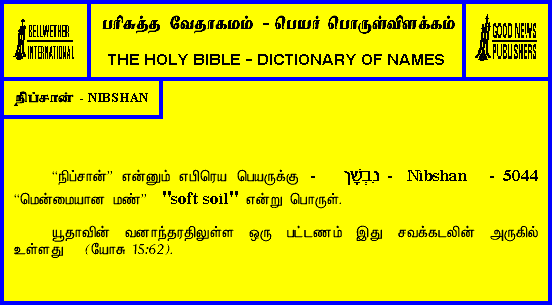 BELLWETHER
INTERNATIONAL
பரிசுத்த வேதாகமம் - பெயர் பொருள்விளக்கம்
THE HOLY BIBLE - DICTIONARY OF NAMES
GOOD NEWS
PUBLISHERS
நிப்சான் - NIBSHAN
“நிப்சான்” என்னும் எபிரெய பெயருக்கு - נִבְשָׁן - Nibshan - 5044
“மென்மையான மண்” "soft soil" என்று பொருள்.
யூதாவின் வனாந்தரதிலுள்ள ஒரு பட்டணம் இது சவக்கடலின் அருகில்
உள்ளது (யோசு 15:62).